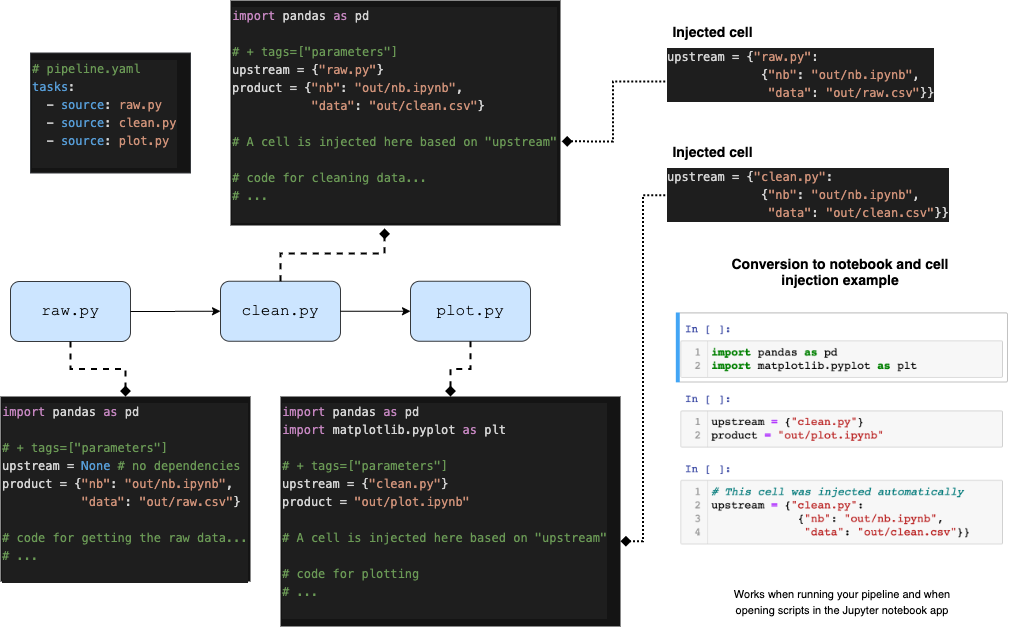 # pipeline.yaml
tasks:
  - source: raw.py
  - source: clean.py
  - source: plot.py
import pandas as pd
# + tags=["parameters"]
upstream = {"raw.py"}
product = {"nb": "out/nb.ipynb",
           "data": "out/clean.csv"}
# A cell is injected here based on "upstream"
# code for cleaning data...
# ...
Injected cell
upstream = {"raw.py":
             {"nb": "out/nb.ipynb",
              "data": "out/raw.csv"}}
Injected cell
upstream = {"clean.py":
             {"nb": "out/nb.ipynb",
              "data": "out/clean.csv"}}
raw.py
clean.py
plot.py
import pandas as pd
# + tags=["parameters"]
upstream = None # no dependencies
product = {"nb": "out/nb.ipynb",
           "data": "out/raw.csv"}
# code for getting the raw data...
# ...
import pandas as pd
import matplotlib.pyplot as plt
# + tags=["parameters"]
upstream = {"clean.py"}
product = "out/plot.ipynb"
# A cell is injected here based on "upstream"
# code for plotting
# ...
Conversion to notebook and cell
injection example
In [ ]:
1 import pandas as pd
2 import matplotlib.pyplot as plt
In [ ]:
1 upstream = {"clean.py"}
2 product = "out/plot.ipynb"
In [ ]:
1 # This cell was injected automatically
2 upstream = {"clean.py":
3              {"nb": "out/nb.ipynb",
4               "data": "out/clean.csv"}}
Works when running your pipeline and when
opening scripts in the Jupyter notebook app